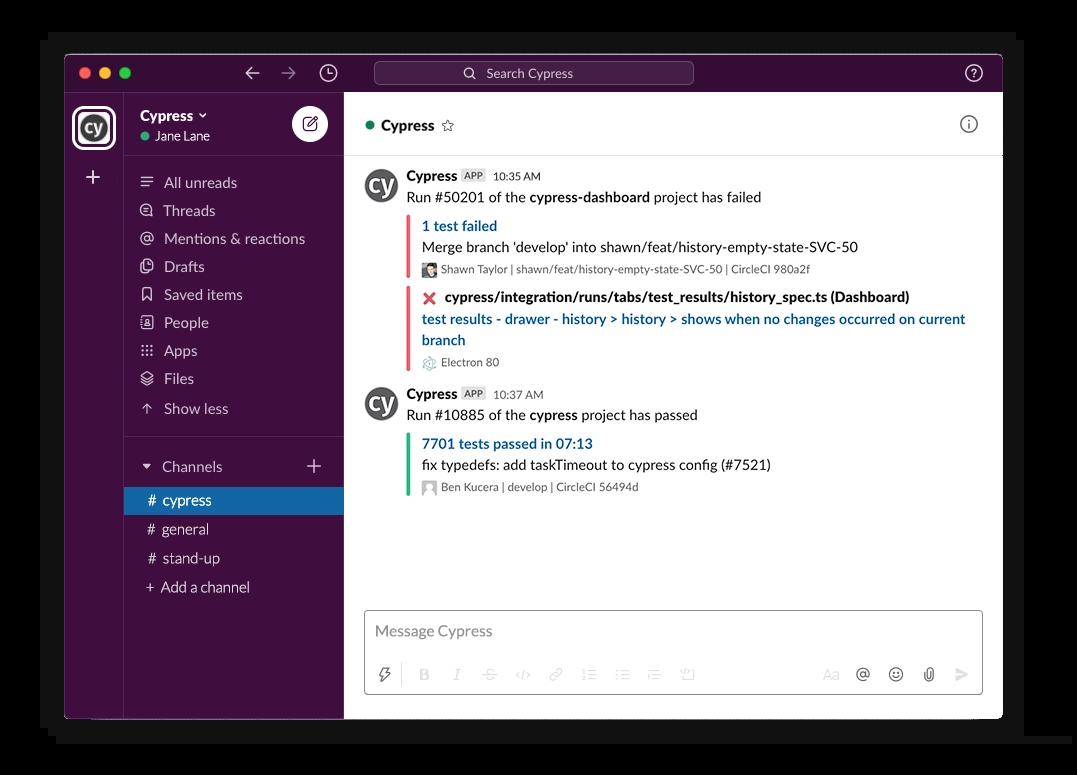 Search Cypress
cy
Cypress
Jane Lane
All unreads
Threads
Mentions & reactions
Drafts
Saved items
People
Apps
Files
Show less
Channels
# cypress
# general
# stand-up
+ Add a channel
Cypress
cy
Cypress APP 10:35 AM
Run #50201 of the cypress-dashboard project has failed
1 test failed
Merge branch 'develop' into shawn/feat/history-empty-state-SVC-50
Shawn Taylor | shawn/feat/history-empty-state-SVC-50 | CircleCI 980a2f
cypress/integration/runs/tabs/test_results/history_spec.ts (Dashboard)
test results - drawer - history > history > shows when no changes occurred on current
branch
Electron 80
cy
Cypress APP 10:37 AM
Run #10885 of the cypress project has passed
7701 tests passed in 07:13
fix typedefs: add taskTimeout to cypress config (#7521)
Ben Kucera | develop | CircleCI 56494d
Message Cypress
B I S </> Aa @